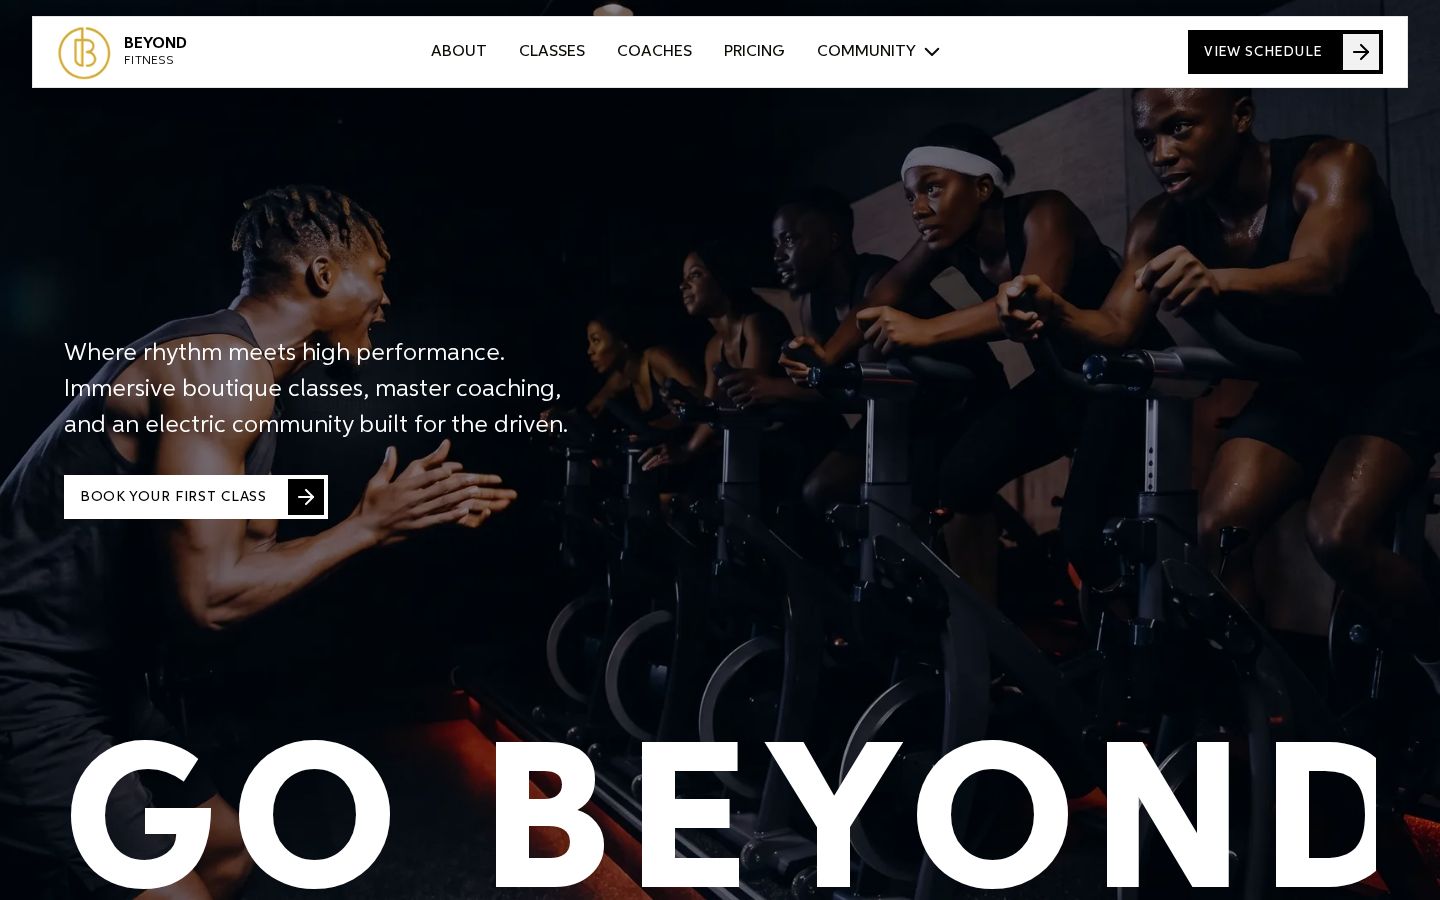 BEYOND
FITNESS
ABOUT
CLASSES
COACHES
PRICING
COMMUNITY
VIEW SCHEDULE
Where rhythm meets high performance.
Immersive boutique classes, master coaching,
and an electric community built for the driven.
BOOK YOUR FIRST CLASS
GO BEYOND